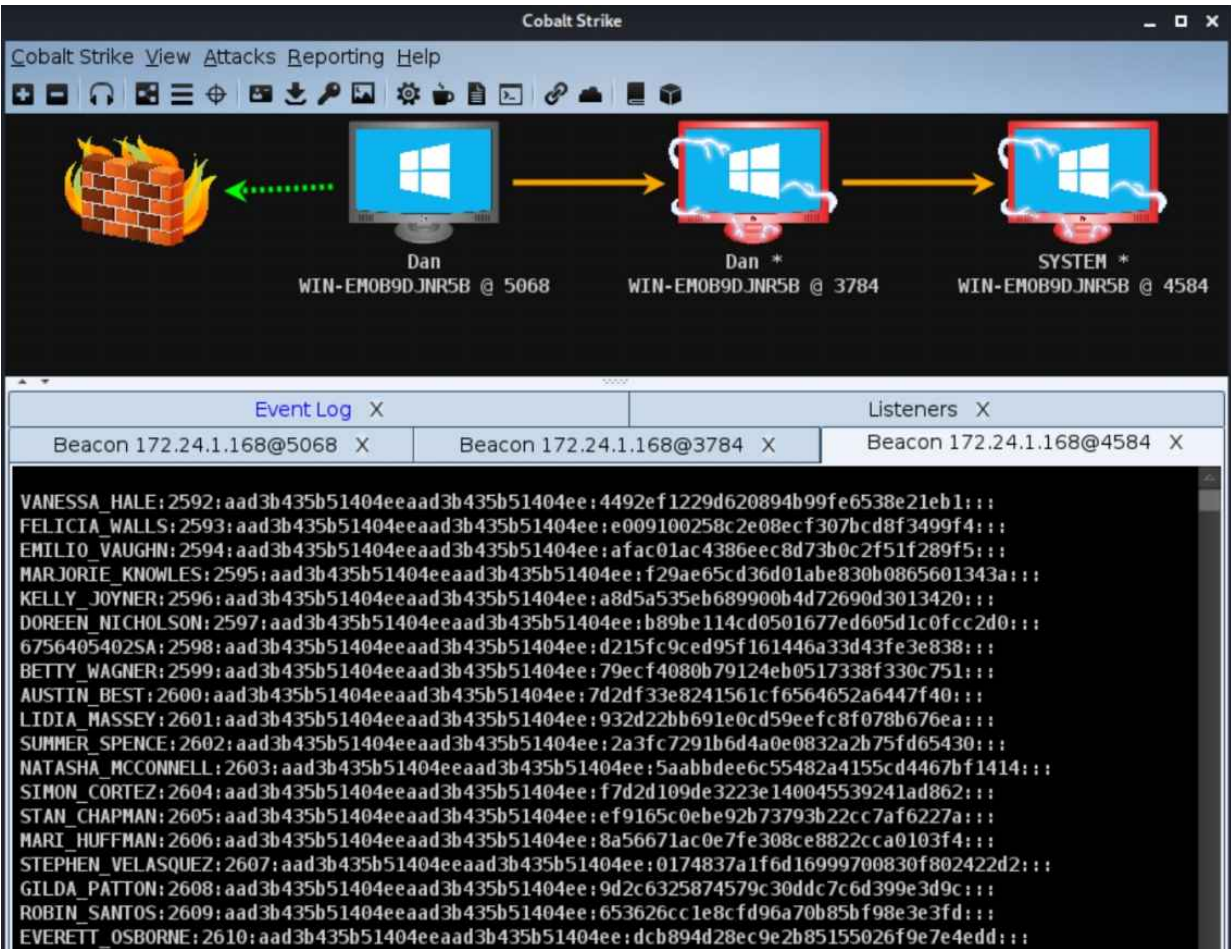 Cobalt Strike
Cobalt Strike View Attacks Reporting Help
Dan
WIN-EMOB9DJNR5B @ 5068
Dan *
WIN-EMOB9DJNR5B @ 3784
SYSTEM *
WIN-EMOB9DJNR5B @ 4584
Event Log X
Listeners X
Beacon 172.24.1.168@5068 X
Beacon 172.24.1.168@3784 X
Beacon 172.24.1.168@4584 X
VANESSA_HALE:2592:aad3b435b51404eeaad3b435b51404ee:4492ef1229d620894b99fe6538e21eb1:::
FELICIA_WALLS:2593:aad3b435b51404eeaad3b435b51404ee:e009100258c2e08ecf307bcd8f3499f4:::
EMILIO_VAUGHN:2594:aad3b435b51404eeaad3b435b51404ee:afac01ac4386eec8d73b0c2f51f289f5:::
MARJORIE_KNOWLES:2595:aad3b435b51404eeaad3b435b51404ee:f29ae65cd36d01abe830b0865601343a:::
KELLY_JOYNER:2596:aad3b435b51404eeaad3b435b51404ee:a8d5a535eb689900b4d72690d3013420:::
DOREEN_NICHOLSON:2597:aad3b435b51404eeaad3b435b51404ee:b89be114cd0501677ed605d1c0fcc2d0:::
6756405402SA:2598:aad3b435b51404eeaad3b435b51404ee:d215fc9ced95f161446a33d43fe3e838:::
BETTY_WAGNER:2599:aad3b435b51404eeaad3b435b51404ee:79ecf4080b79124eb0517338f330c751:::
AUSTIN_BEST:2600:aad3b435b51404eeaad3b435b51404ee:7d2df33e8241561cf6564652a6447f40:::
LIDIA_MASSEY:2601:aad3b435b51404eeaad3b435b51404ee:932d22bb691e0cd59eefc8f078b676ea:::
SUMMER_SPENCE:2602:aad3b435b51404eeaad3b435b51404ee:2a3fc7291b6d4a0e0832a2b75fd65430:::
NATASHA_MCCONNELL:2603:aad3b435b51404eeaad3b435b51404ee:5aabbdee6c55482a4155cd4467bf1414:::
SIMON_CORTEZ:2604:aad3b435b51404eeaad3b435b51404ee:f7d2d109de3223e140045539241ad862:::
STAN_CHAPMAN:2605:aad3b435b51404eeaad3b435b51404ee:ef9165c0ebe92b73793b22cc7af6227a:::
MARI_HUFFMAN:2606:aad3b435b51404eeaad3b435b51404ee:8a56671ac0e7fe308ce8822cca0103f4:::
STEPHEN_VELASQUEZ:2607:aad3b435b51404eeaad3b435b51404ee:0174837a1f6d16999700830f802422d2:::
GILDA_PATTON:2608:aad3b435b51404eeaad3b435b51404ee:9d2c6325874579c30ddc7c6d399e3d9c:::
ROBIN_SANTOS:2609:aad3b435b51404eeaad3b435b51404ee:653626cc1e8cfd96a70b85bf98e3e3fd:::
EVERETT_OSBORNE:2610:aad3b435b51404eeaad3b435b51404ee:dcb894d28ec9e2b85155026f9e7e4edd:::